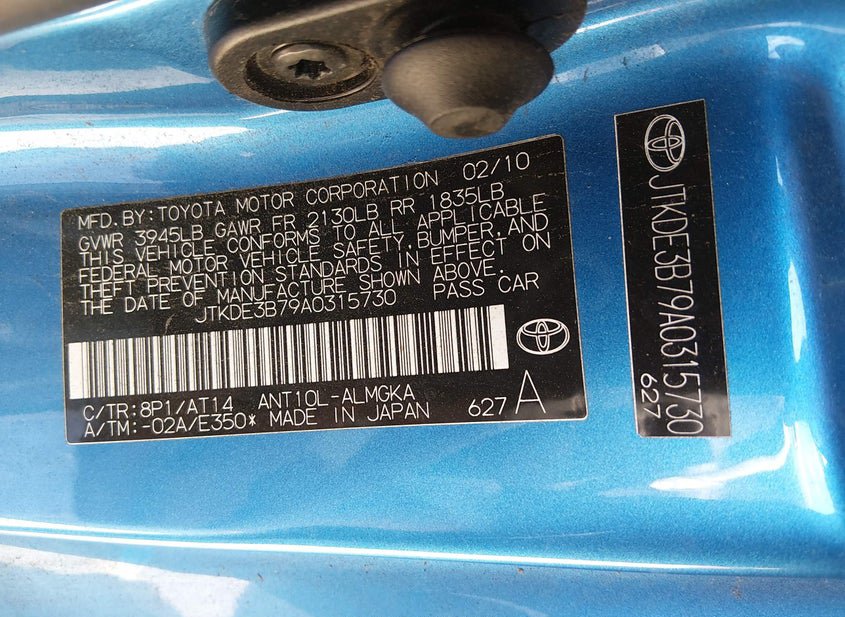 MFD. BY: TOYOTA MOTOR CORPORATION 02/10
GVWR 3945LB GAWR FR 2130LB RR 1835LB
THIS VEHICLE CONFORMS TO ALL APPLICABLE
FEDERAL MOTOR VEHICLE SAFETY, BUMPER, AND
THEFT PREVENTION STANDARDS IN EFFECT ON
THE DATE OF MANUFACTURE SHOWN ABOVE.
JTKDE3B79A0315730 PASS CAR
C/TR: 8P1/AT14 ANT10L-ALMGKA
A/TM: -02A/E350* MADE IN JAPAN 627 A
JTKDE3B79A0315730
627